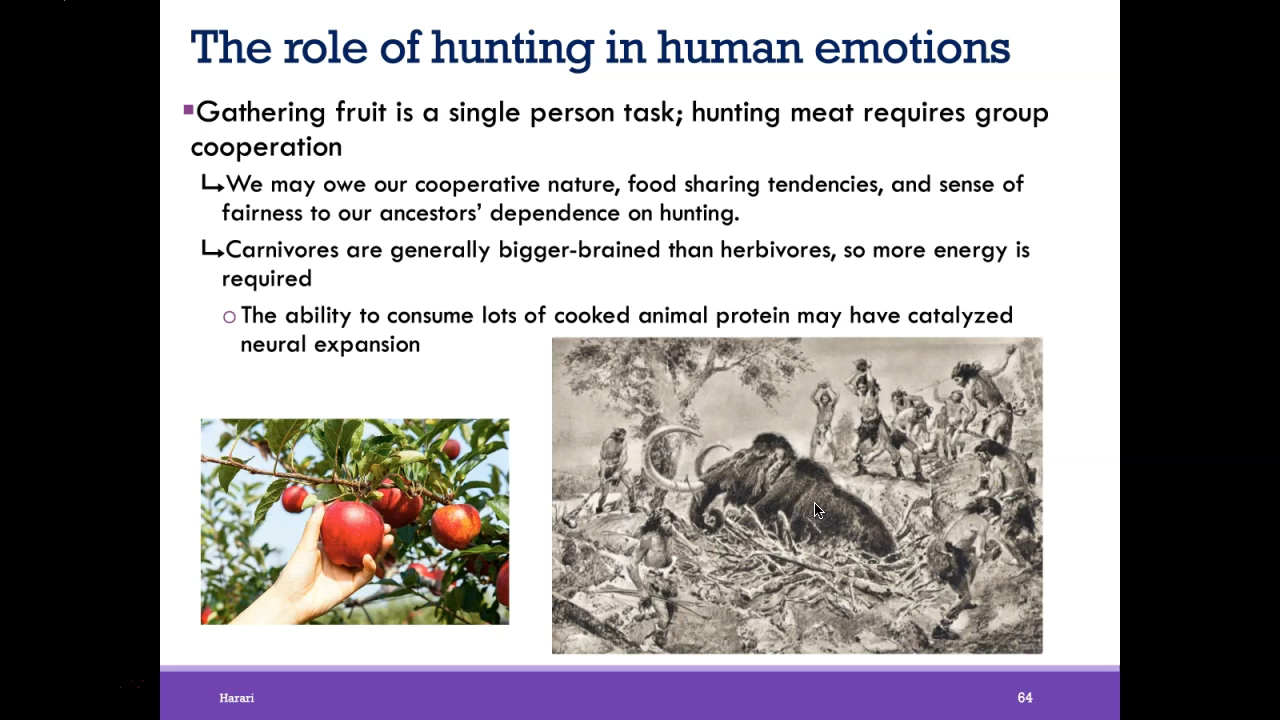 The role of hunting in human emotions
▪Gathering fruit is a single person task; hunting meat requires group
cooperation
↳We may owe our cooperative nature, food sharing tendencies, and sense of
fairness to our ancestors’ dependence on hunting.
↳Carnivores are generally bigger-brained than herbivores, so more energy is
required
○The ability to consume lots of cooked animal protein may have catalyzed
neural expansion
Harari
64